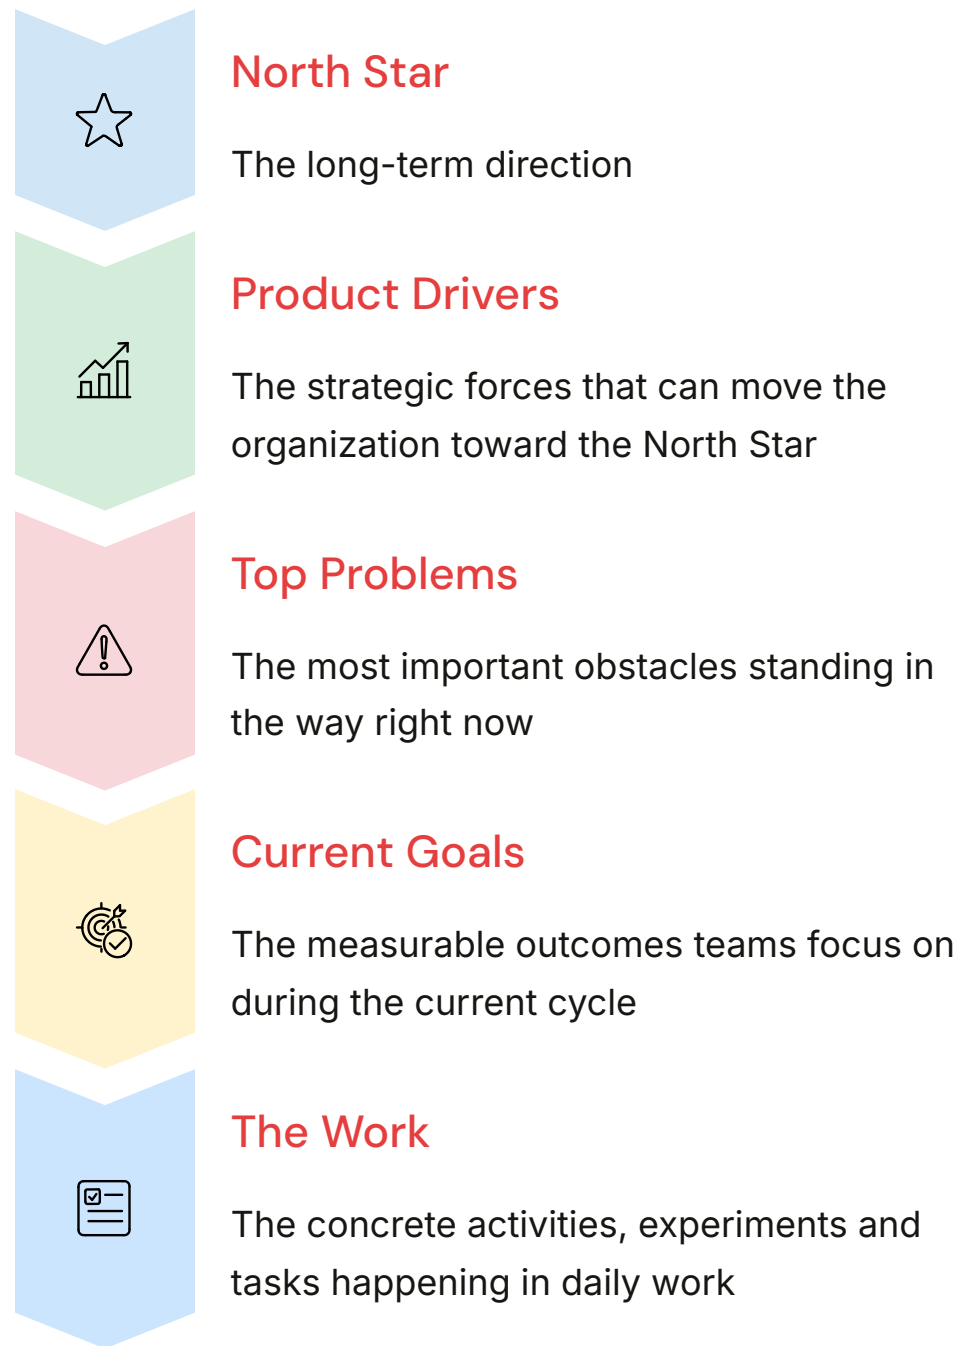 North Star
The long-term direction
Product Drivers
The strategic forces that can move the
organization toward the North Star
Top Problems
The most important obstacles standing in
the way right now
Current Goals
The measurable outcomes teams focus on
during the current cycle
The Work
The concrete activities, experiments and
tasks happening in daily work